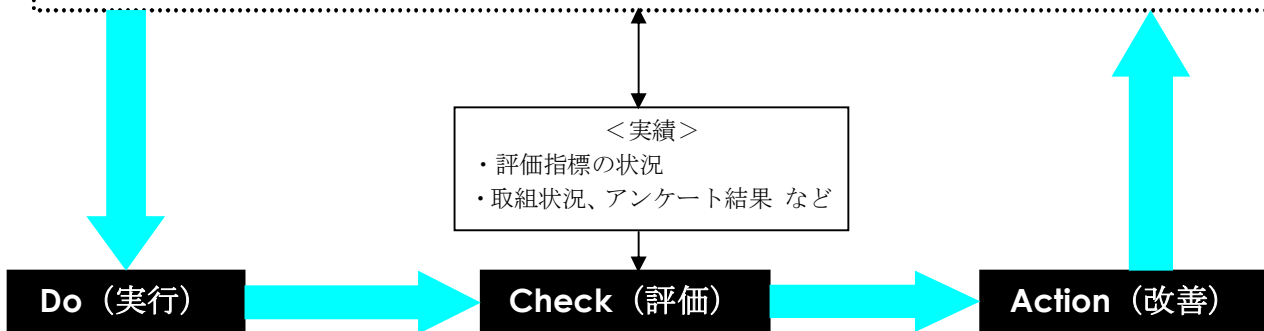 ＜実績＞
・評価指標の状況
・取組状況、アンケート結果 など
Do（実行）
Check（評価）
Action（改善）